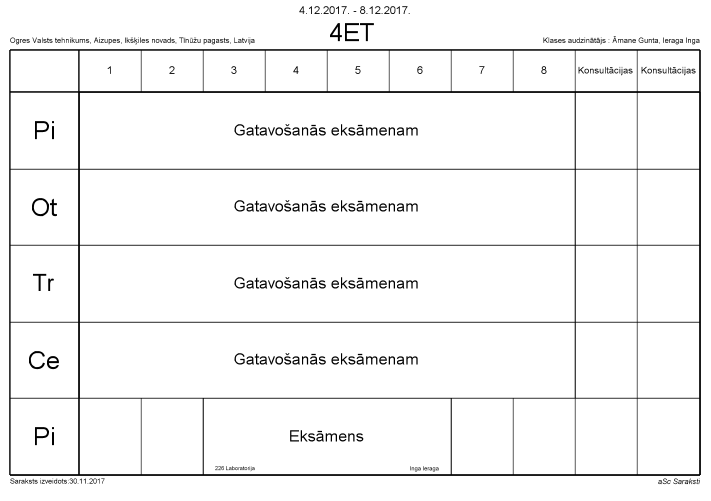 4.12.2017. - 8.12.2017.
4ET
Ogres Valsts tehnikums, Aizupes, Ikšķiles novads, Tīnūžu pagasts, Latvija
Klases audzinātājs : Āmane Gunta, Ieraga Inga
1 2 3 4 5 6 7 8 Konsultācijas Konsultācijas
Pi Gatavošanās eksāmenam
Ot Gatavošanās eksāmenam
Tr Gatavošanās eksāmenam
Ce Gatavošanās eksāmenam
Pi Eksāmens
226 Laboratorija Inga Ieraga
Saraksts izveidots:30.11.2017
aSc Saraksti